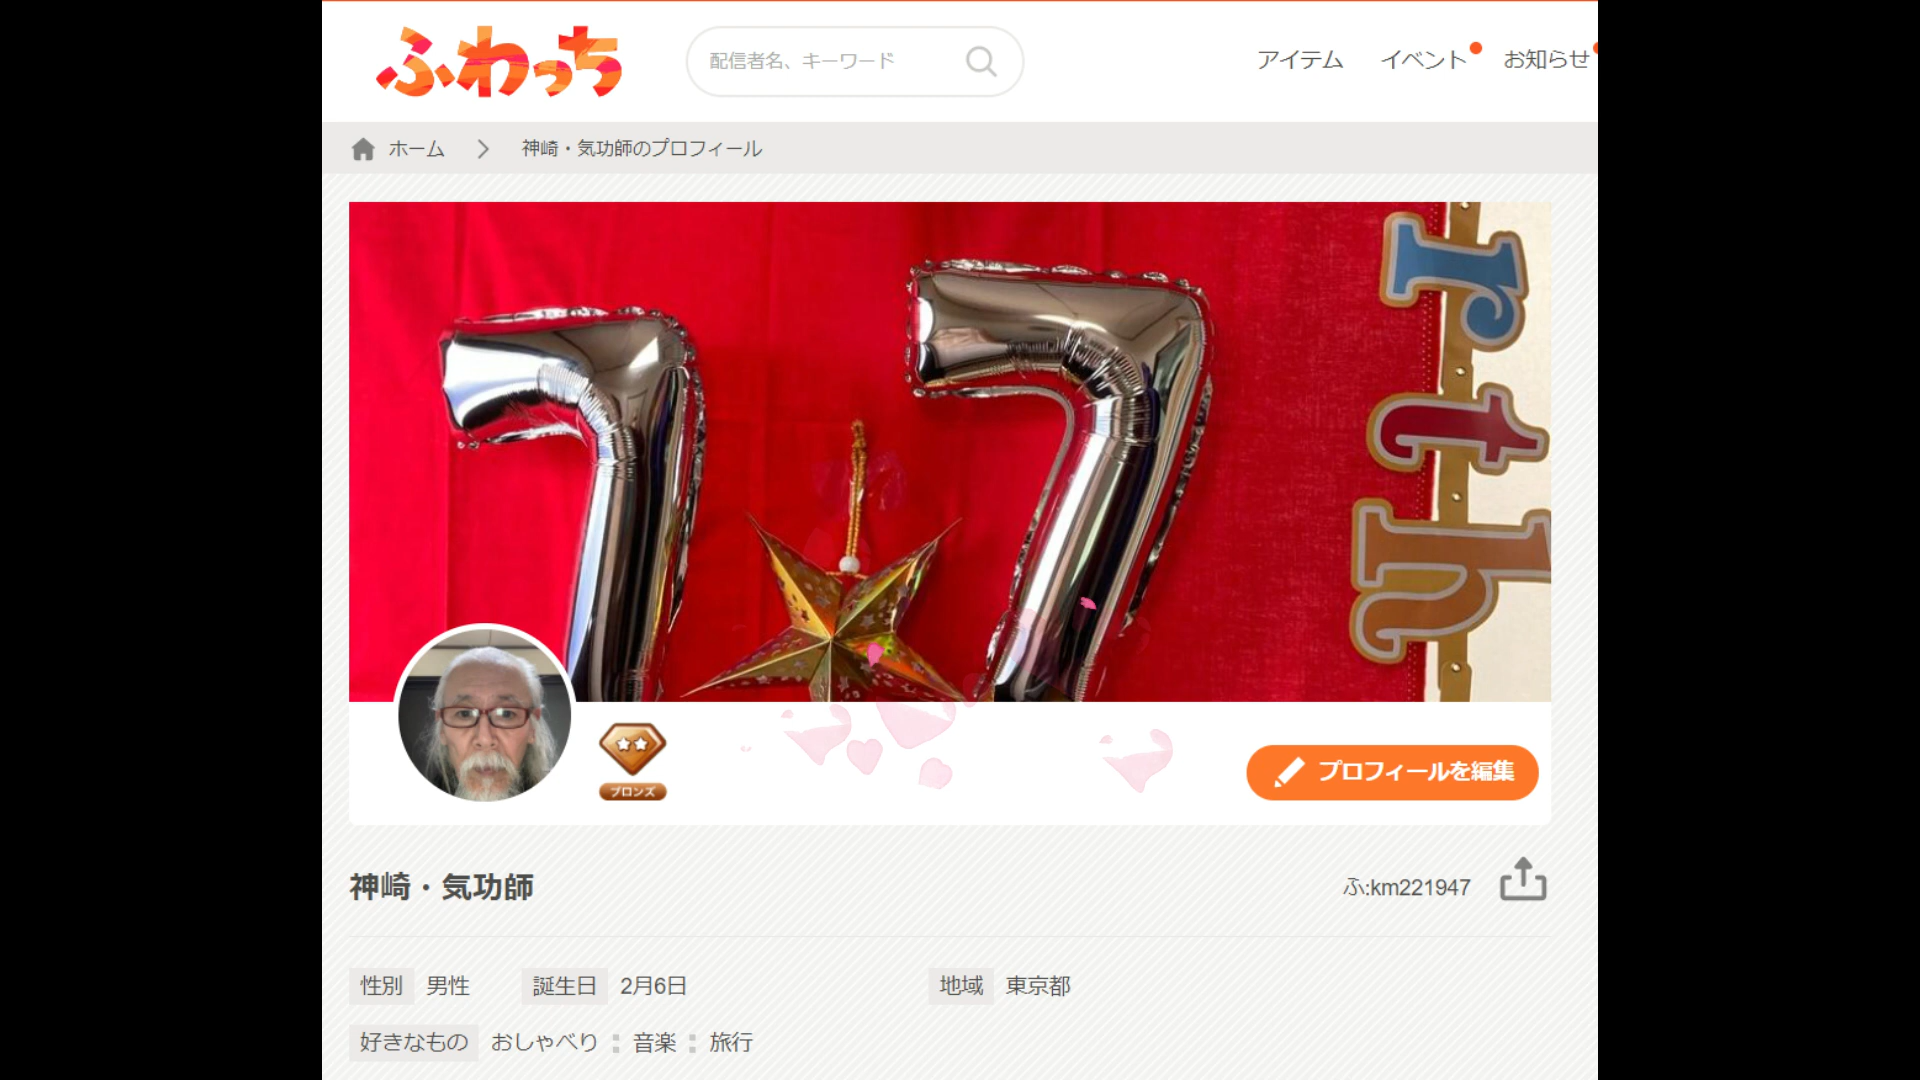 ふわっち
配信者名、キーワード
アイテム イベント お知らせ
ホーム 神崎・気功師のプロフィール
77
r
t
h
ブロンズ
プロフィールを編集
神崎・気功師
ふ:km221947
性別 男性 誕生日 2月6日 地域 東京都
好きなもの おしゃべり : 音楽 : 旅行